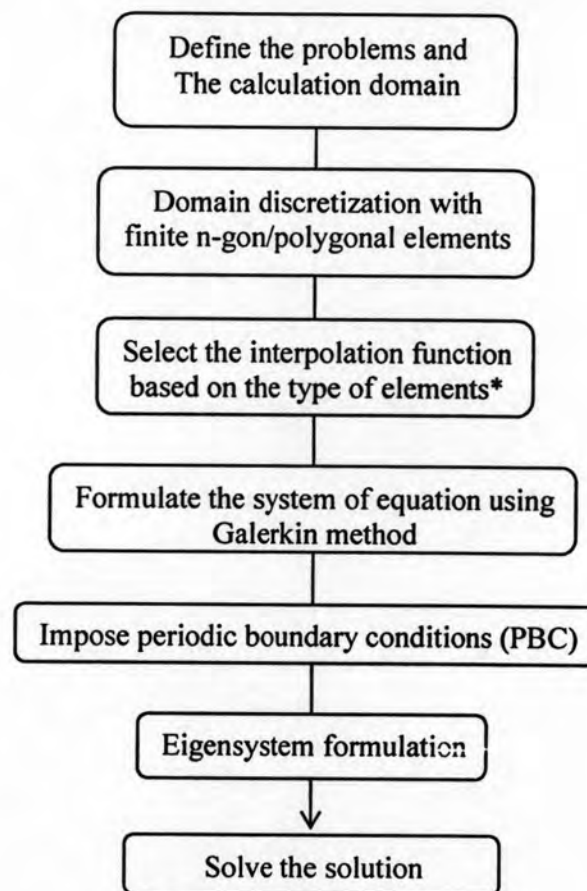 Define the problems and
The calculation domain
Domain discretization with
finite n-gon/polygonal elements
Select the interpolation function
based on the type of elements*
Formulate the system of equation using
Galerkin method
Impose periodic boundary conditions (PBC)
Eigensystem formulation
Solve the solution